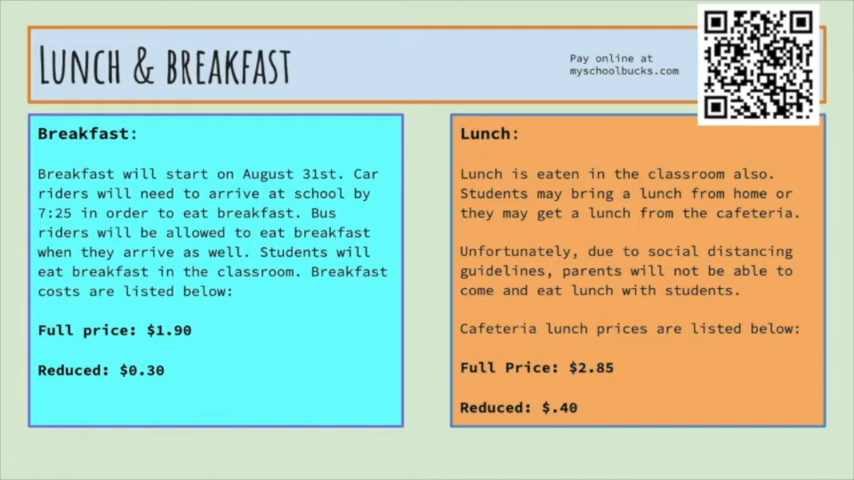 LUNCH & BREAKFAST
Pay online at
myschoolbucks.com
Breakfast:
Breakfast will start on August 31st. Car
riders will need to arrive at school by
7:25 in order to eat breakfast. Bus
riders will be allowed to eat breakfast
when they arrive as well. Students will
eat breakfast in the classroom. Breakfast
costs are listed below:
Full price: $1.90
Reduced: $0.30
Lunch:
Lunch is eaten in the classroom also.
Students may bring a lunch from home or
they may get a lunch from the cafeteria.
Unfortunately, due to social distancing
guidelines, parents will not be able to
come and eat lunch with students.
Cafeteria lunch prices are listed below:
Full Price: $2.85
Reduced: $.40